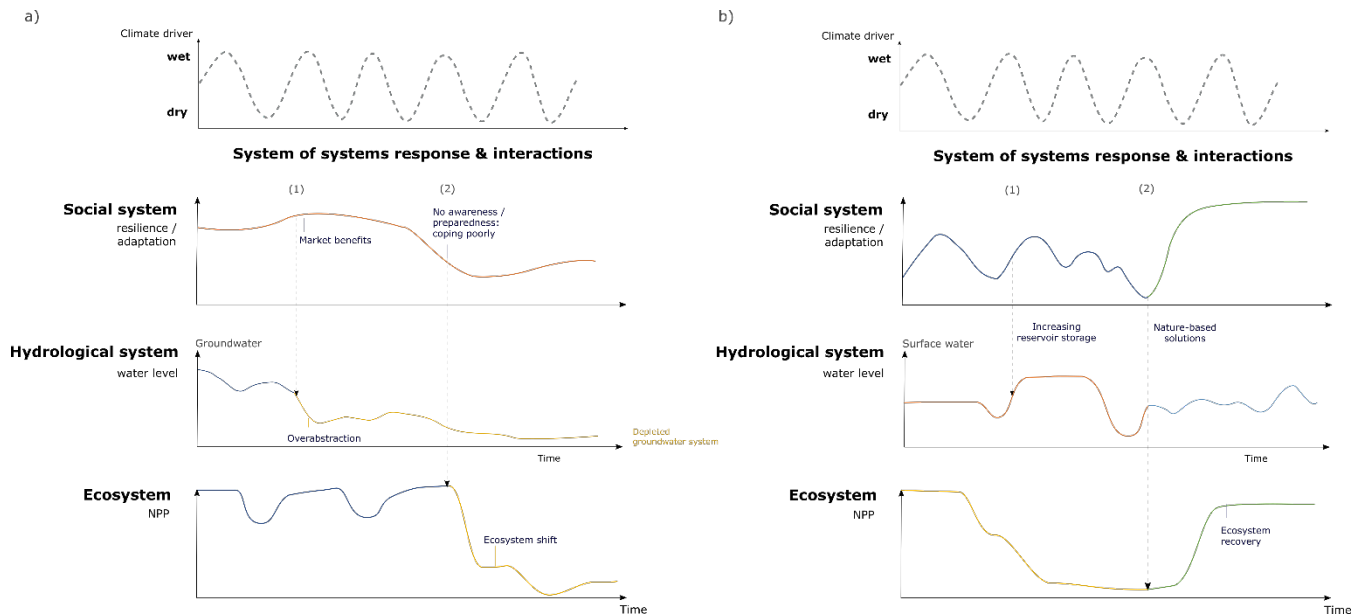 a)
Climate driver
wet
dry
System of systems response & interactions
(1)
(2)
Social system
resilience /
adaptation
Market benefits
No awareness /
preparedness:
coping poorly
Groundwater
Hydrological system
water level
Overabstraction
Depleted
groundwater system
Time
Ecosystem
NPP
Ecosystem shift
Time
b)
Climate driver
wet
dry
System of systems response & interactions
(1)
(2)
Social system
resilience /
adaptation
Increasing
reservoir storage
Nature-based
solutions
Surface water
Hydrological system
water level
Time
Ecosystem
NPP
Ecosystem
recovery
Time